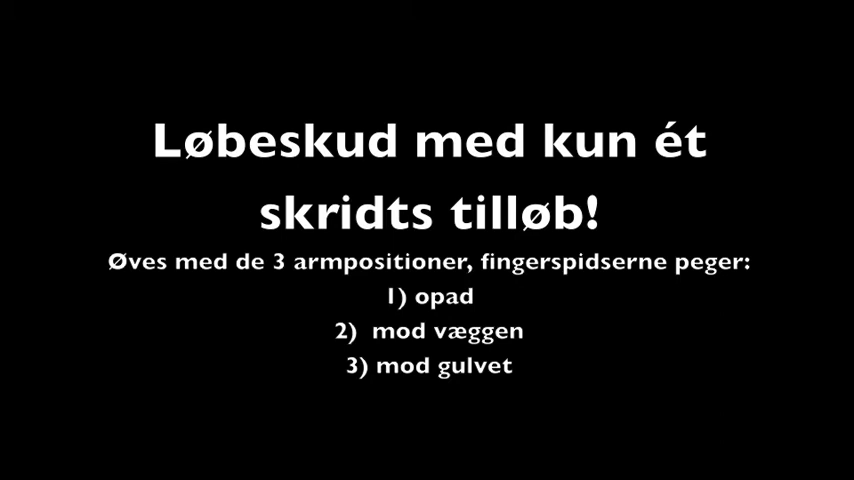 Løbeskud med kun ét
skridts tilløb!
Øves med de 3 armpositioner, fingerspidserne peger:
1) opad
2) mod væggen
3) mod gulvet